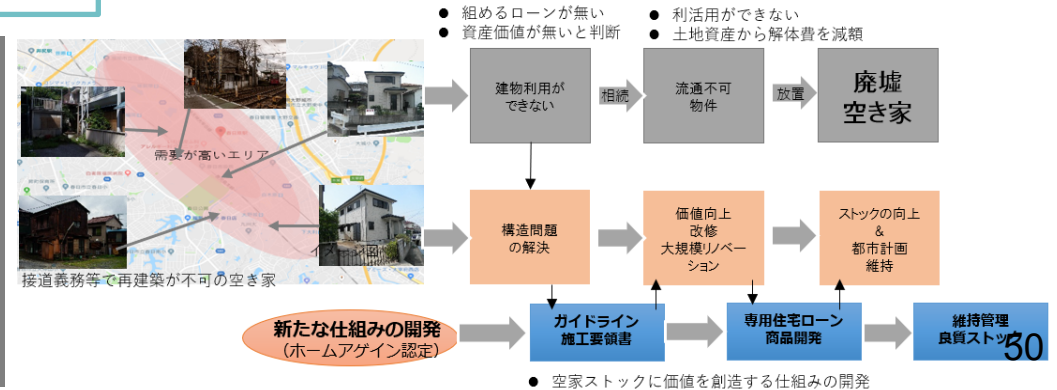 ● 組めるローンが無い
● 資産価値が無いと判断
● 利活用ができない
● 土地資産から解体費を減額
建物利用が
できない
相続
流通不可
物件
放置
廃墟
空き家
需要が高いエリア
接道義務等で再建築が不可の空き家
構造問題
の解決
価値向上
改修
大規模リノベー
ション
ストックの向上
&
都市計画
維持
新たな仕組みの開発
(ホームアゲイン認定)
ガイドライン
施工要領書
専用住宅ローン
商品開発
維持管理
良質ストック
50
● 空家ストックに価値を創造する仕組みの開発